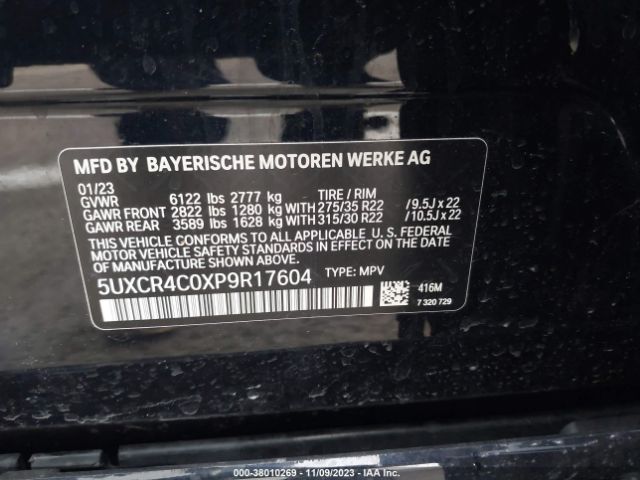 MFD BY BAYERISCHE MOTOREN WERKE AG
01/23
GVWR 6122 lbs 2777 kg TIRE / RIM
GAWR FRONT 2822 lbs 1280 kg WITH 275/35 R22 / 9.5J x 22
GAWR REAR 3589 lbs 1628 kg WITH 315/30 R22 / 10.5J x 22
THIS VEHICLE CONFORMS TO ALL APPLICABLE U. S. FEDERAL
MOTOR VEHICLE SAFETY STANDARDS IN EFFECT ON THE DATE OF
MANUFACTURE SHOWN ABOVE.
5UXCR4C0XP9R17604 TYPE: MPV
416M
7 320 729
000-38010269 - 11/09/2023 - IAA Inc.